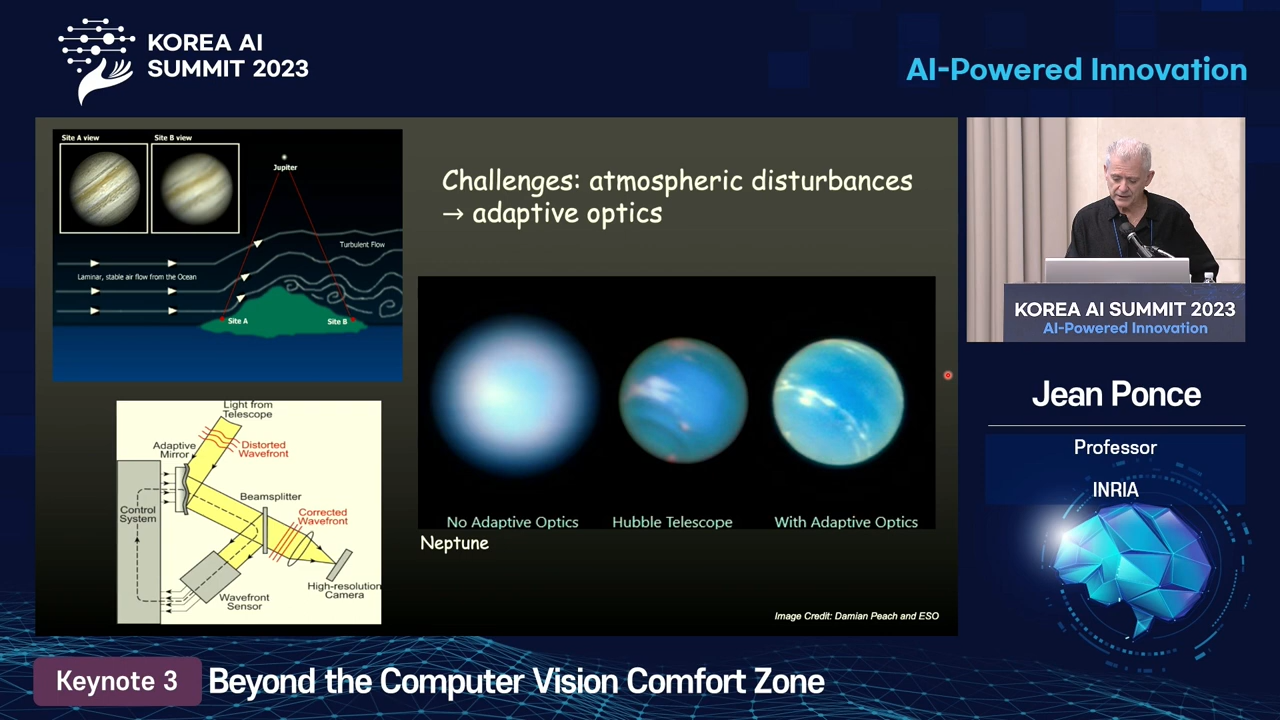 KOREA AI
SUMMIT 2023
AI-Powered Innovation
Site A view
Site B view
Jupiter
Turbulent Flow
Laminar, stable air flow from the Ocean
Site A
Site B
Challenges: atmospheric disturbances
→ adaptive optics
Light from
Telescope
Adaptive
Mirror
Distorted
Wavefront
Beamsplitter
Control
System
Corrected
Wavefront
High-resolution
Camera
Wavefront
Sensor
No Adaptive Optics
Hubble Telescope
With Adaptive Optics
Neptune
Image Credit: Damian Peach and ESO
KOREA AI SUMMIT 2023
AI-Powered Innovation
Jean Ponce
Professor
INRIA
Keynote 3
Beyond the Computer Vision Comfort Zone